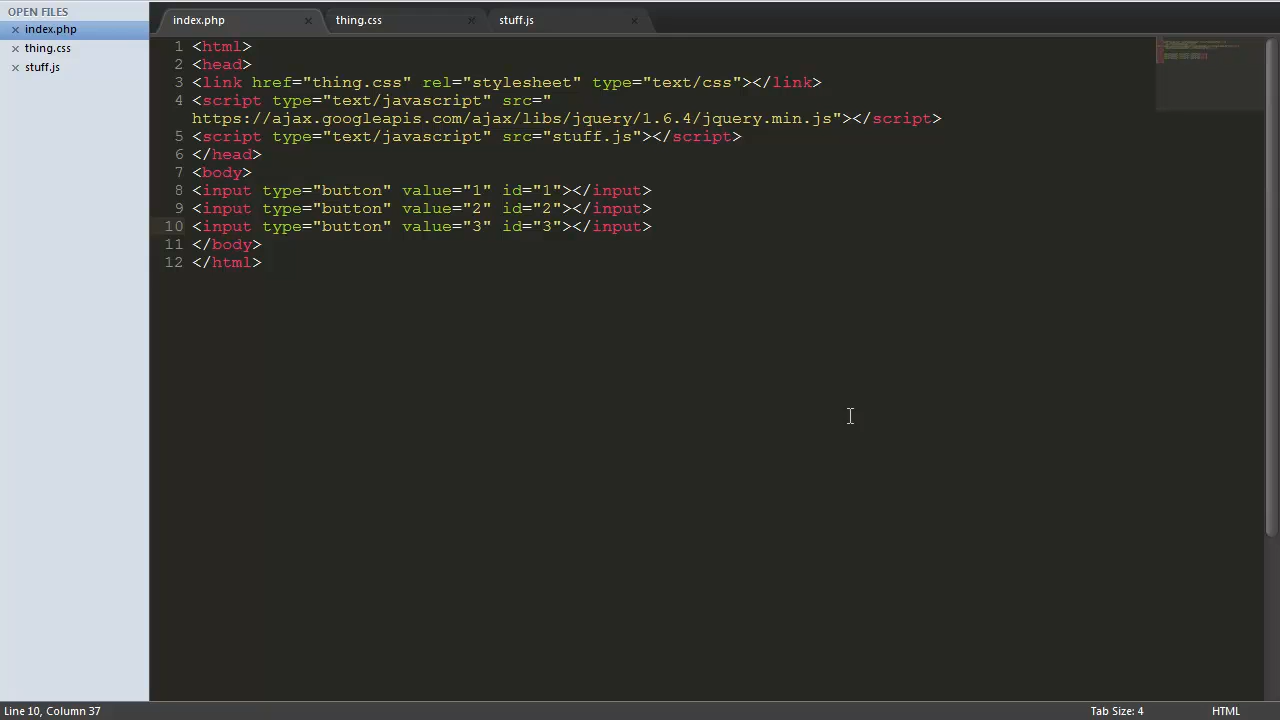 OPEN FILES
index.php
thing.css
stuff.js
index.php
thing.css
stuff.js
1 <html>
2 <head>
3 <link href="thing.css" rel="stylesheet" type="text/css"></link>
4 <script type="text/javascript" src="
https://ajax.googleapis.com/ajax/libs/jquery/1.6.4/jquery.min.js"></script>
5 <script type="text/javascript" src="stuff.js"></script>
6 </head>
7 <body>
8 <input type="button" value="1" id="1"></input>
9 <input type="button" value="2" id="2"></input>
10 <input type="button" value="3" id="3"></input>
11 </body>
12 </html>
Line 10, Column 37
Tab Size: 4
HTML